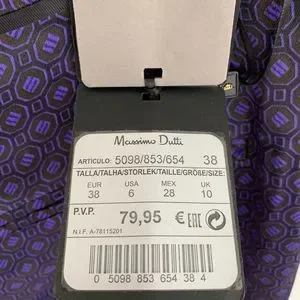 Massimo Dutti
ARTICULO: 5098/853/654 38
TALLA/TALHA/STORLEK/TAILLE/GRÖßE/SIZE:
EUR USA MEX UK
38 6 28 10
P.V.P. 79,95 € EAC
N.I.F. A-78115201
0 5098 853 654 38 4